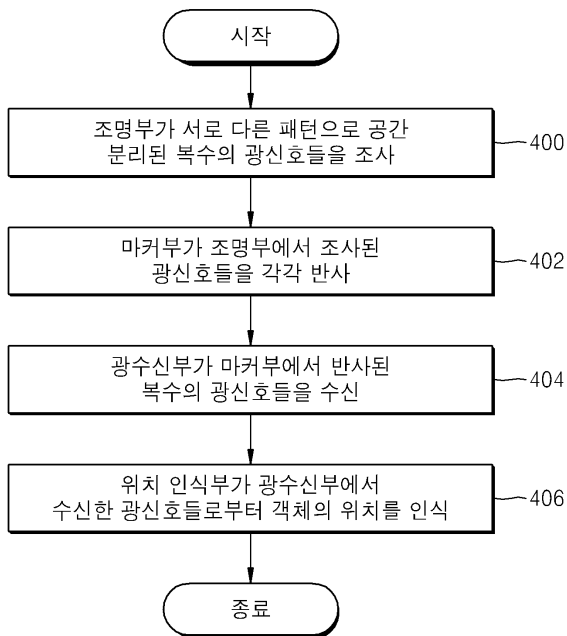 시작
조명부가 서로 다른 패턴으로 공간
분리된 복수의 광신호들을 조사
400
마커부가 조명부에서 조사된
광신호들을 각각 반사
402
광수신부가 마커부에서 반사된
복수의 광신호들을 수신
404
위치 인식부가 광수신부에서
수신한 광신호들로부터 객체의 위치를 인식
406
종료